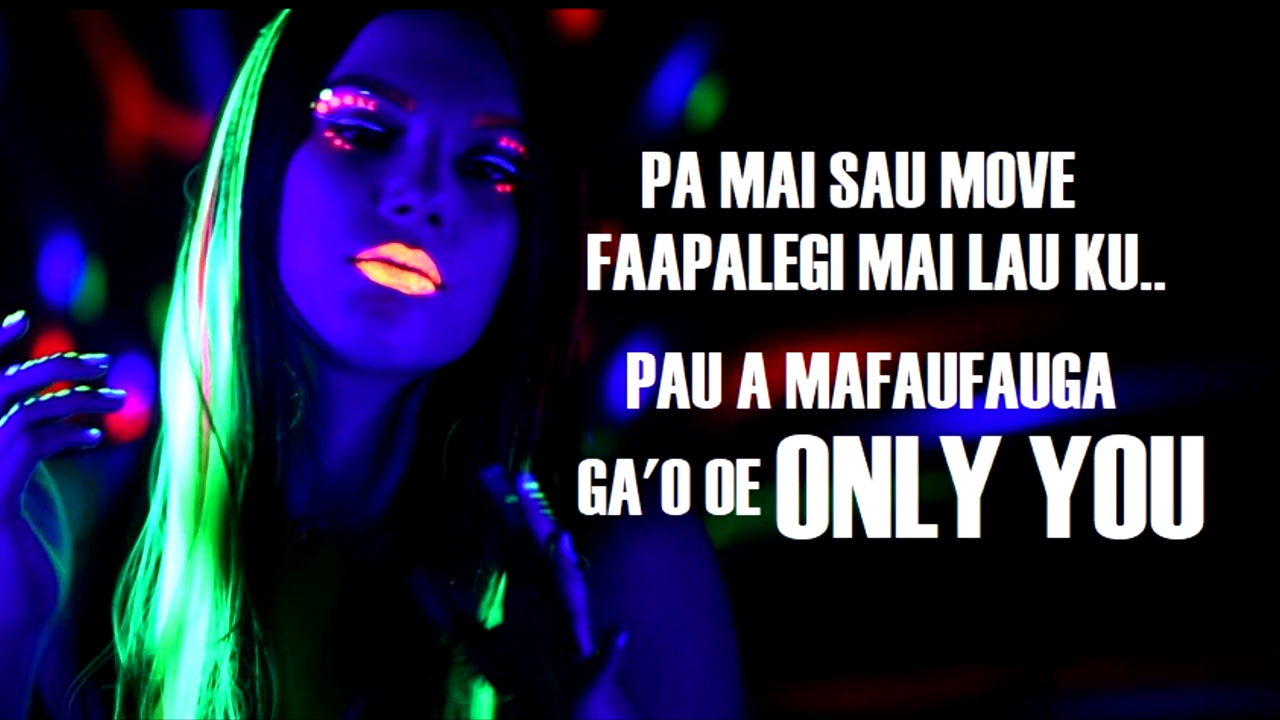 PA MAI SAU MOVE
FAAPALEGI MAI LAU KU..
PAU A MAFAUFAUGA
GA'O OE ONLY YOU